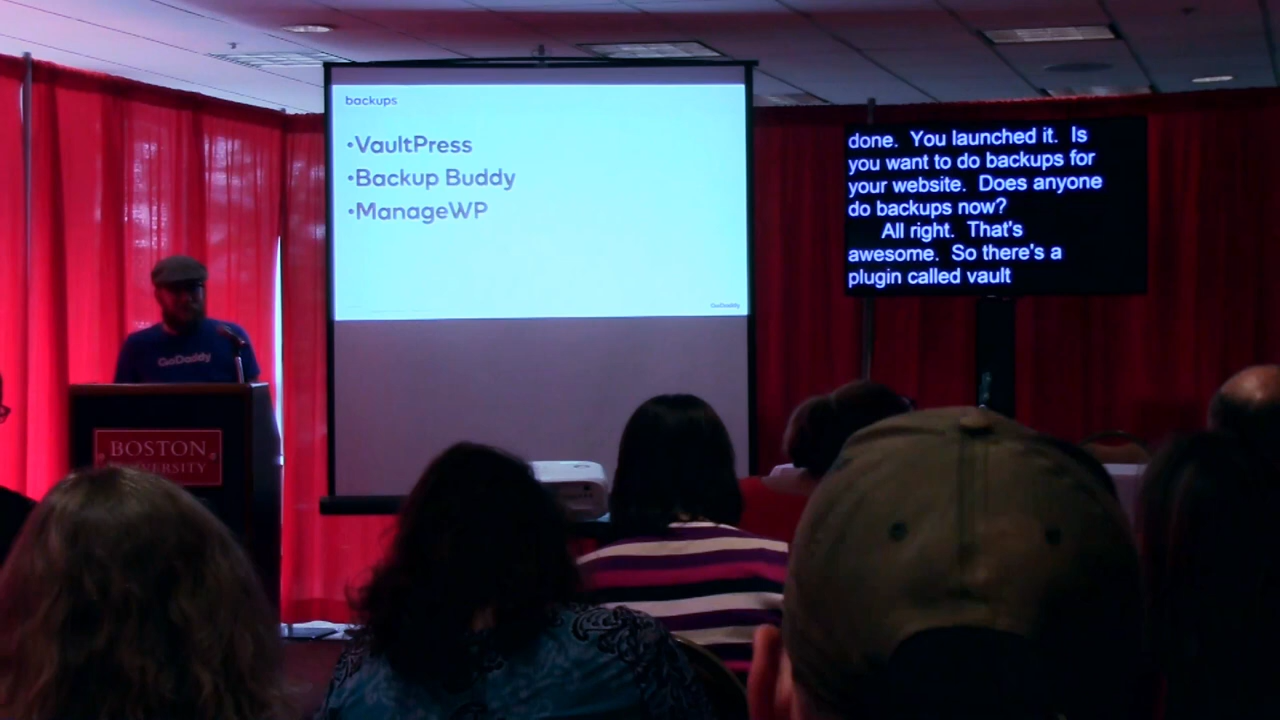 backups
•VaultPress
•Backup Buddy
•ManageWP
GoDaddy
done. You launched it. Is
you want to do backups for
your website. Does anyone
do backups now?
All right. That's
awesome. So there's a
plugin called vault
GoDaddy
BOSTON
UNIVERSITY